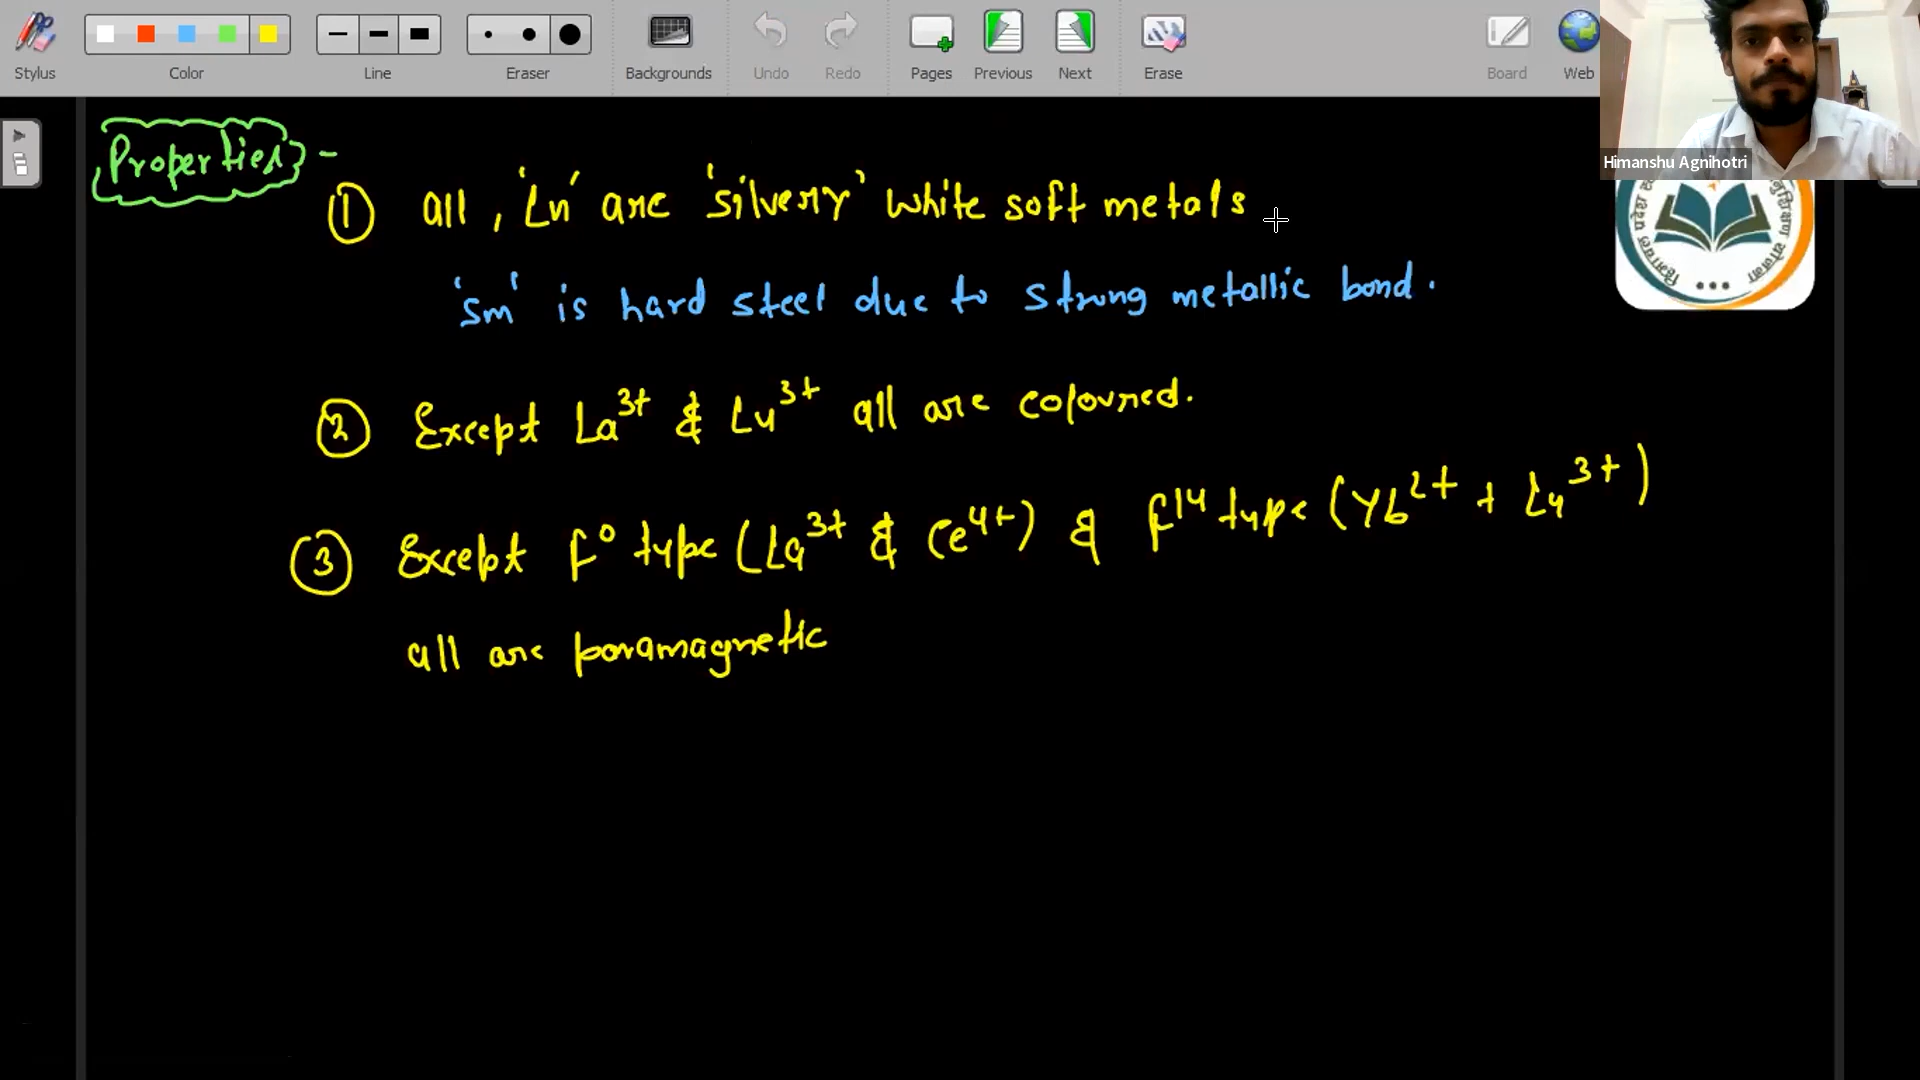 Stylus Color Line Eraser Backgrounds Undo Redo Pages Previous Next Erase Board Web
Himanshu Agnihotri
Properties -
① all, 'Ln' are 'silvery' white soft metals
'Sm' is hard steel due to strong metallic bond.
② Except La³⁺ & Lu³⁺ all are coloured.
③ Except f⁰ type (La³⁺ & Ce⁴⁺) & f¹⁴ type (Yb²⁺ + Lu³⁺)
all are paramagnetic